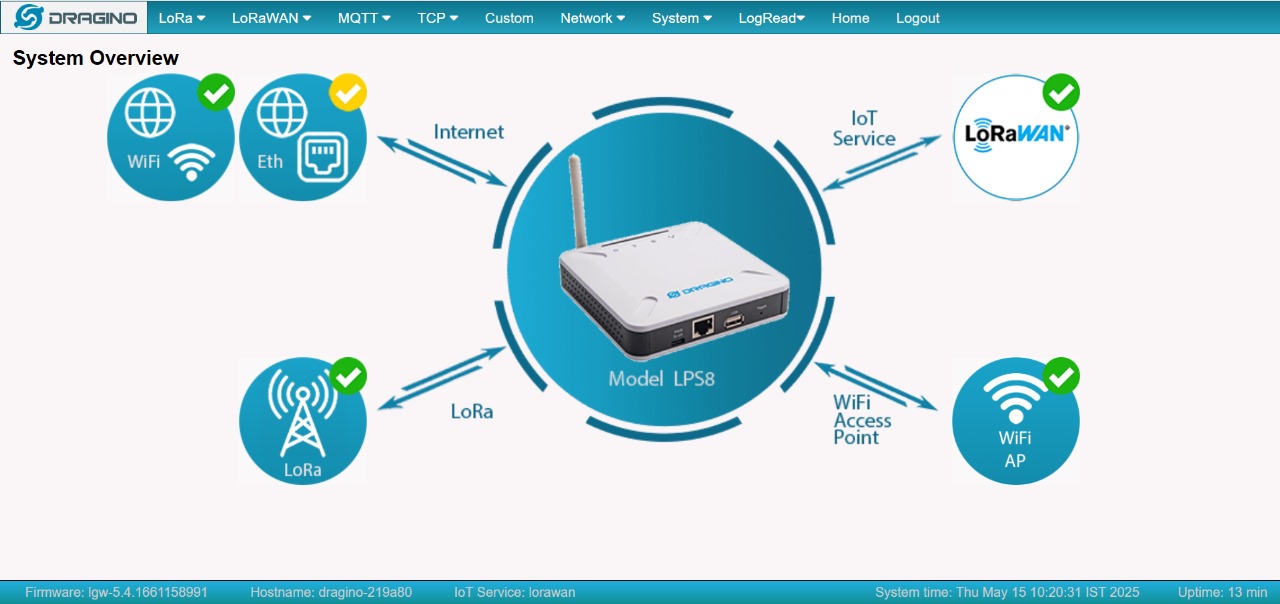 DRAGINO LoRa LoRaWAN MQTT TCP Custom Network System LogRead Home Logout
System Overview
WiFi
Eth
Internet
IoT
Service
LoRaWAN®
DRAGINO
Model LPS8
LoRa
LoRa
WiFi
Access
Point
WiFi
AP
Firmware: lgw-5.4.1661158991 Hostname: dragino-219a80 IoT Service: lorawan System time: Thu May 15 10:20:31 IST 2025 Uptime: 13 min